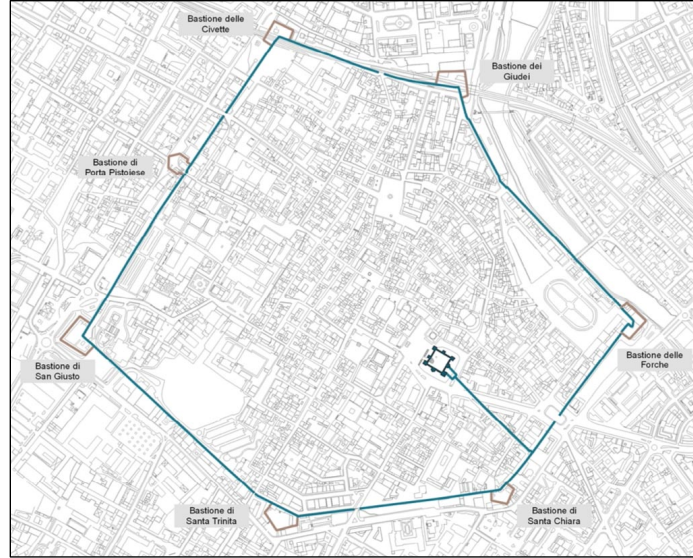 Bastione delle
Civette
Bastione dei
Giudei
Bastione di
Porta Pistoiese
Bastione di
San Giusto
Bastione delle
Forche
Bastione di
Santa Trinita
Bastione di
Santa Chiara